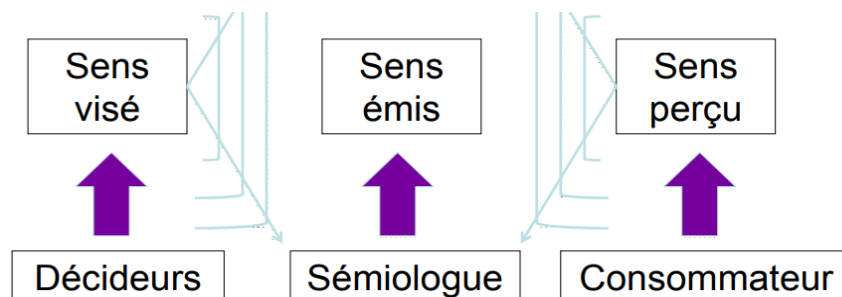 Sens
visé
Sens
émis
Sens
perçu
Décideurs
Sémiologue
Consommateur